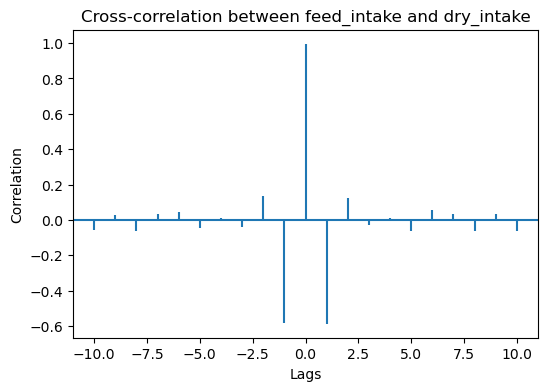 Cross-correlation between feed_intake and dry_intake
1.0
0.8
0.6
0.4
0.2
0.0
−0.2
−0.4
−0.6
Correlation
−10.0 −7.5 −5.0 −2.5 0.0 2.5 5.0 7.5 10.0
Lags